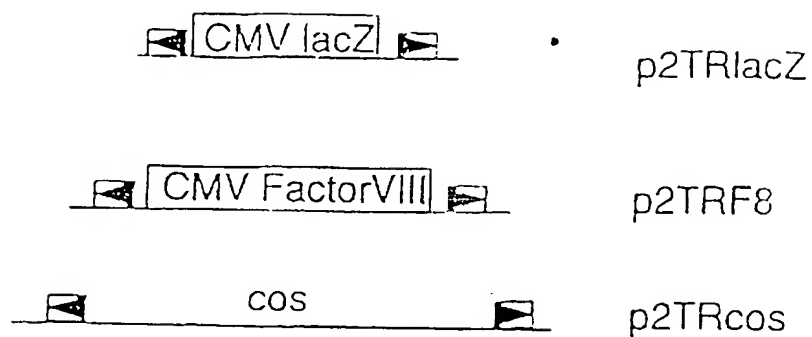 CMV lacZ p2TRlacZ
CMV FactorVIII p2TRF8
cos p2TRcos